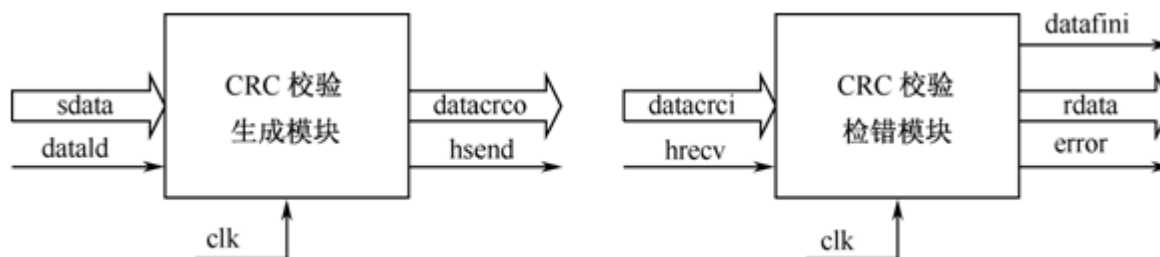 CRC 校验
生成模块
sdata
datald
datacrco
hsend
clk
CRC 校验
检错模块
datacrci
hrecv
datafini
rdata
error
clk